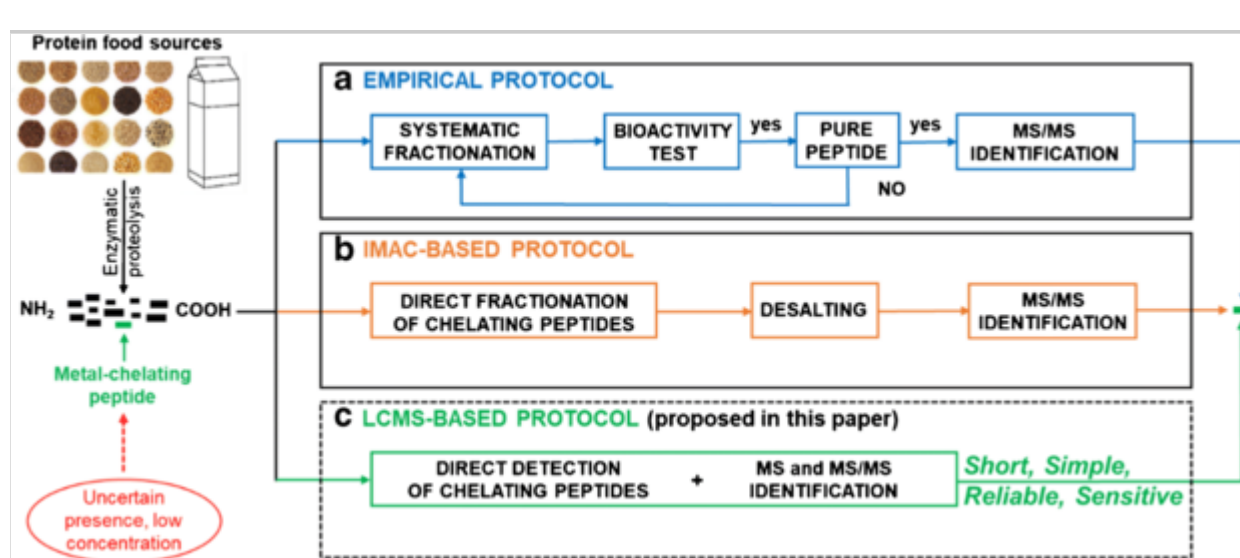 Protein food sources
Enzymatic
proteolysis
NH₂
COOH
Metal-chelating
peptide
Uncertain
presence, low
concentration
a EMPIRICAL PROTOCOL
SYSTEMATIC
FRACTIONATION
BIOACTIVITY
TEST
yes
PURE
PEPTIDE
yes
MS/MS
IDENTIFICATION
NO
b IMAC-BASED PROTOCOL
DIRECT FRACTIONATION
OF CHELATING PEPTIDES
DESALTING
MS/MS
IDENTIFICATION
c LCMS-BASED PROTOCOL (proposed in this paper)
DIRECT DETECTION
OF CHELATING PEPTIDES
+
MS and MS/MS
IDENTIFICATION
Short, Simple,
Reliable, Sensitive